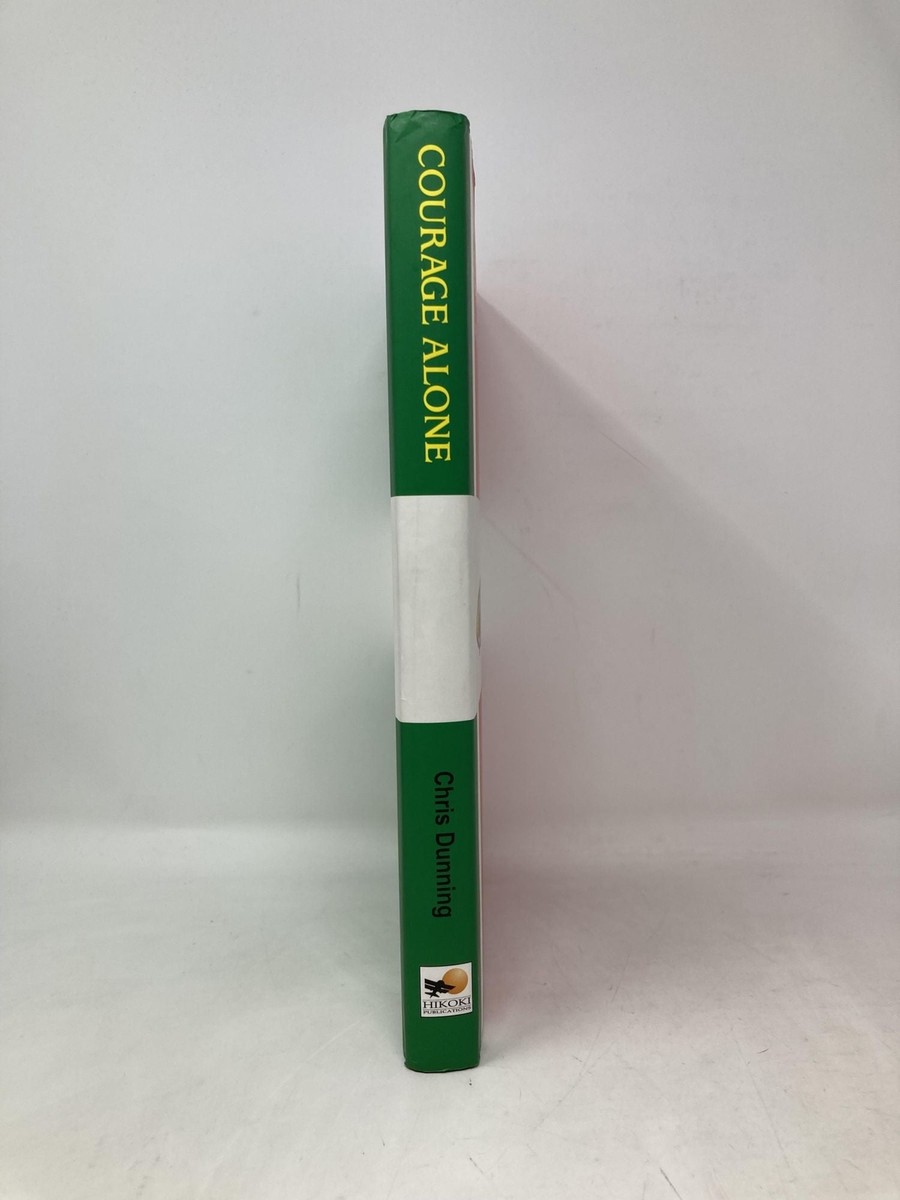 COURAGE ALONE
Chris Dunning
HIKOKI
PUBLICATIONS